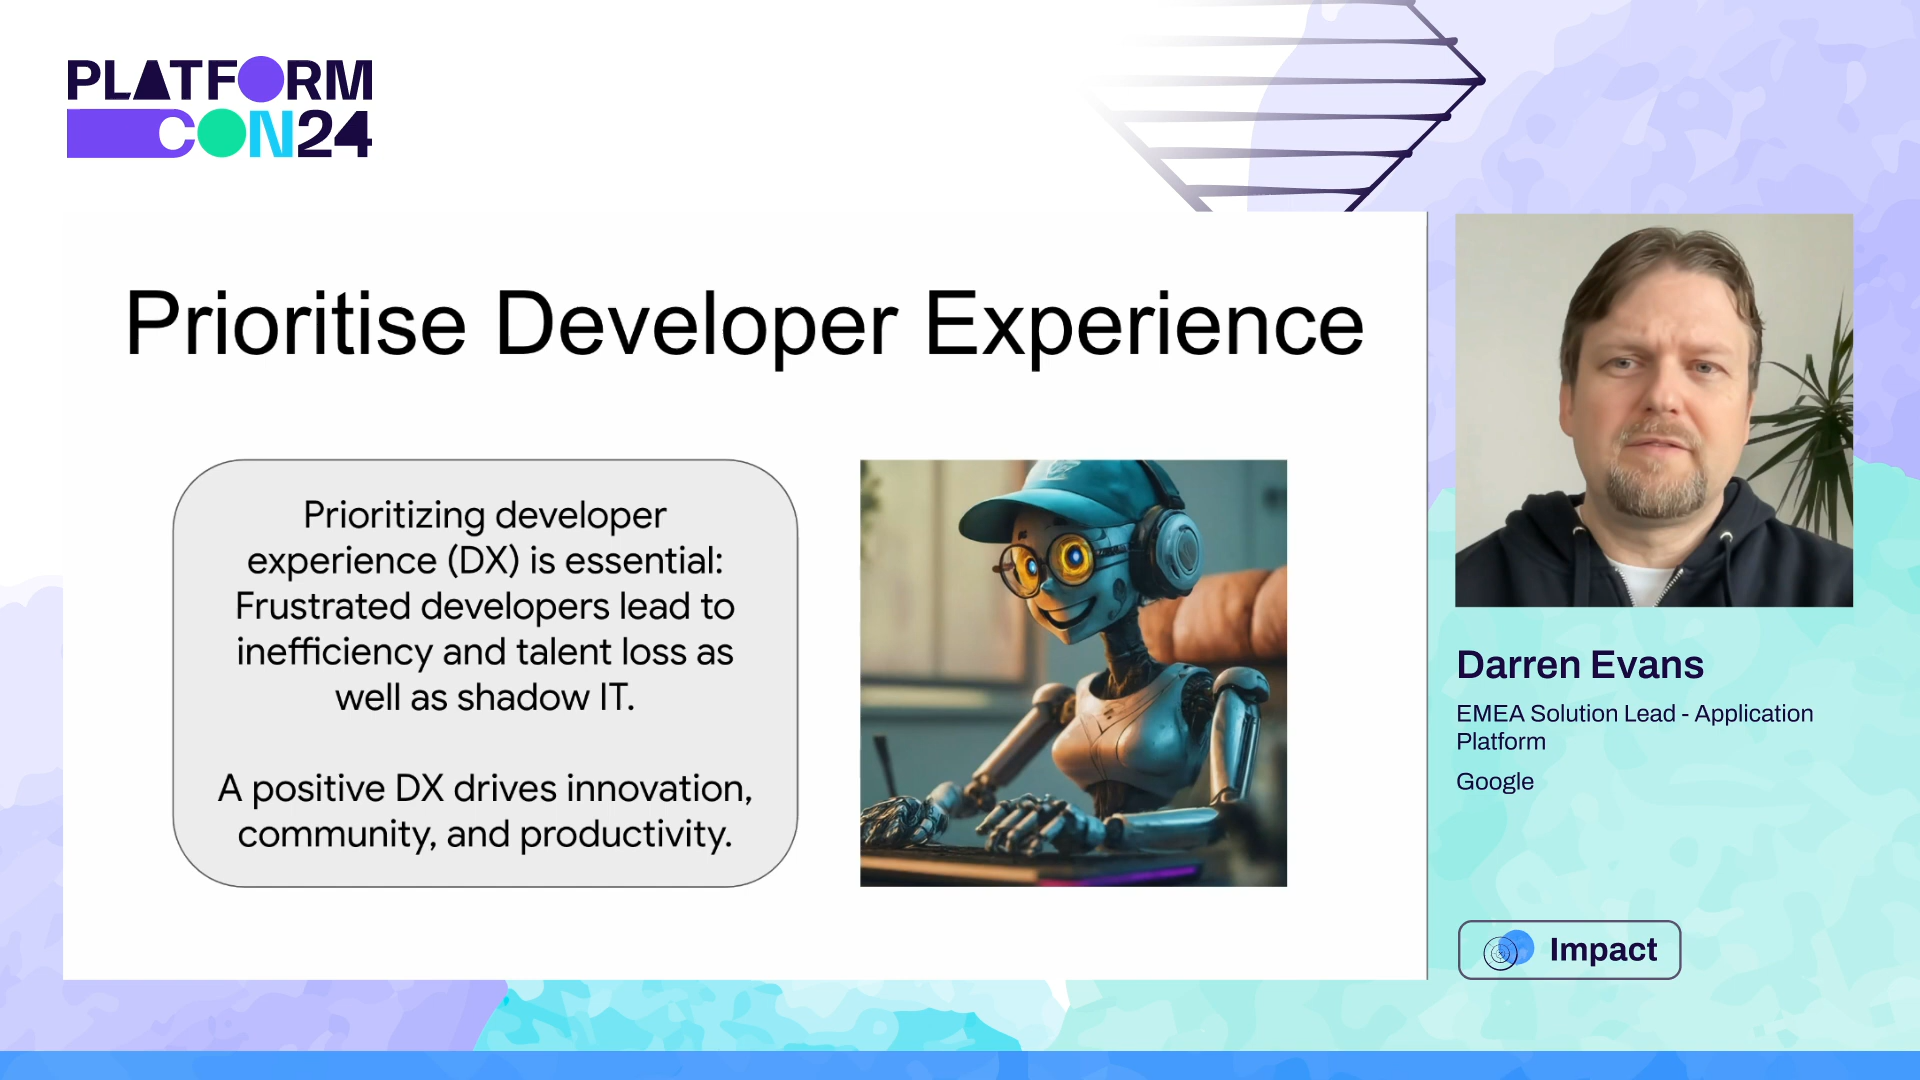 PLATFORM
CON24
Prioritise Developer Experience
Prioritizing developer
experience (DX) is essential:
Frustrated developers lead to
inefficiency and talent loss as
well as shadow IT.
A positive DX drives innovation,
community, and productivity.
Darren Evans
EMEA Solution Lead - Application
Platform
Google
Impact